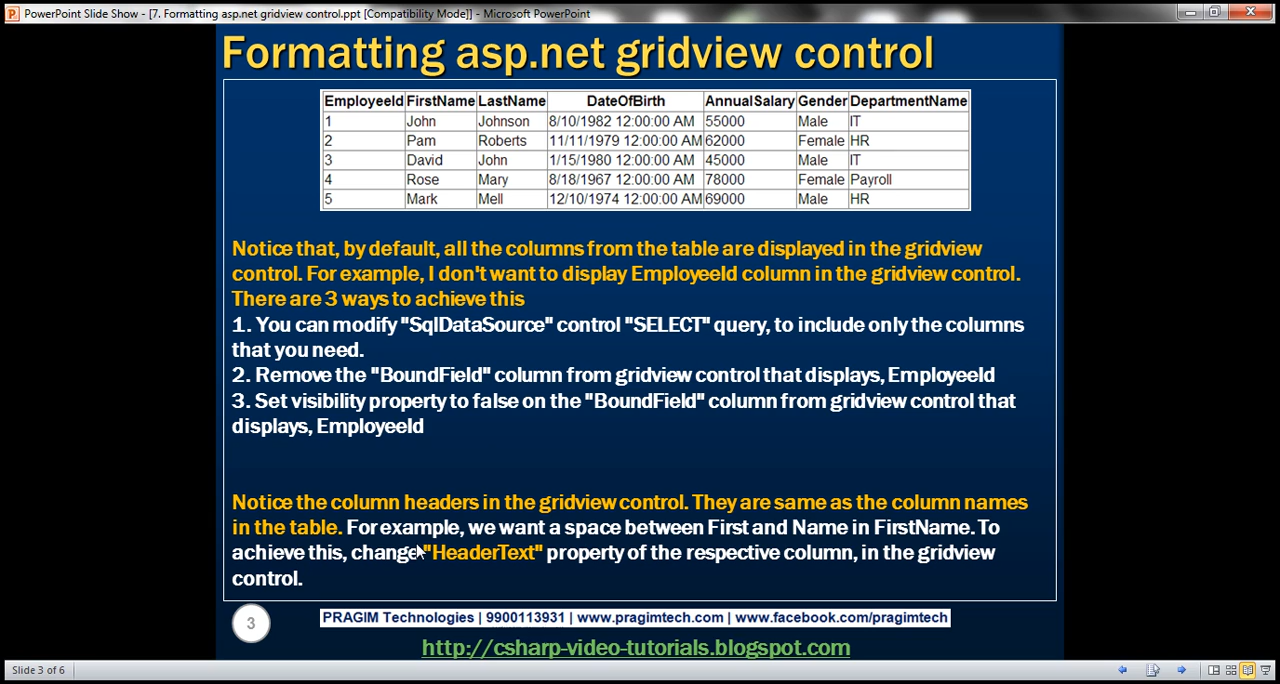 PowerPoint Slide Show - [7. Formatting asp.net gridview control.ppt [Compatibility Mode]] - Microsoft PowerPoint
Formatting asp.net gridview control
EmployeeId FirstName LastName DateOfBirth AnnualSalary Gender DepartmentName
1 John Johnson 8/10/1982 12:00:00 AM 55000 Male IT
2 Pam Roberts 11/11/1979 12:00:00 AM 62000 Female HR
3 David John 1/15/1980 12:00:00 AM 45000 Male IT
4 Rose Mary 8/18/1967 12:00:00 AM 78000 Female Payroll
5 Mark Mell 12/10/1974 12:00:00 AM 69000 Male HR
Notice that, by default, all the columns from the table are displayed in the gridview
control. For example, I don't want to display EmployeeId column in the gridview control.
There are 3 ways to achieve this
1. You can modify "SqlDataSource" control "SELECT" query, to include only the columns
that you need.
2. Remove the "BoundField" column from gridview control that displays, EmployeeId
3. Set visibility property to false on the "BoundField" column from gridview control that
displays, EmployeeId
Notice the column headers in the gridview control. They are same as the column names
in the table. For example, we want a space between First and Name in FirstName. To
achieve this, change "HeaderText" property of the respective column, in the gridview
control.
3
PRAGIM Technologies | 9900113931 | www.pragimtech.com | www.facebook.com/pragimtech
http://csharp-video-tutorials.blogspot.com
Slide 3 of 6